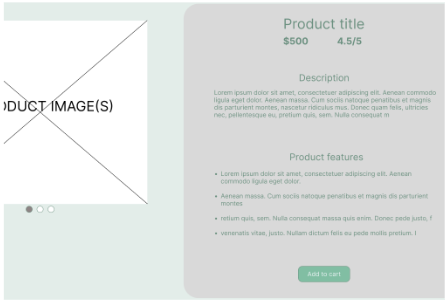 ODUCT IMAGE(S)
Product title
$500 4.5/5
Description
Lorem ipsum dolor sit amet, consectetuer adipiscing elit. Aenean commodo
ligula eget dolor. Aenean massa. Cum sociis natoque penatibus et magnis
dis parturient montes, nascetur ridiculus mus. Donec quam felis, ultricies
nec, pellentesque eu, pretium quis, sem. Nulla consequat m
Product features
• Lorem ipsum dolor sit amet, consectetuer adipiscing elit. Aenean
commodo ligula eget dolor.
• Aenean massa. Cum sociis natoque penatibus et magnis dis parturient
montes
• retium quis, sem. Nulla consequat massa quis enim. Donec pede justo, f
• venenatis vitae, justo. Nullam dictum felis eu pede mollis pretium. I
Add to cart